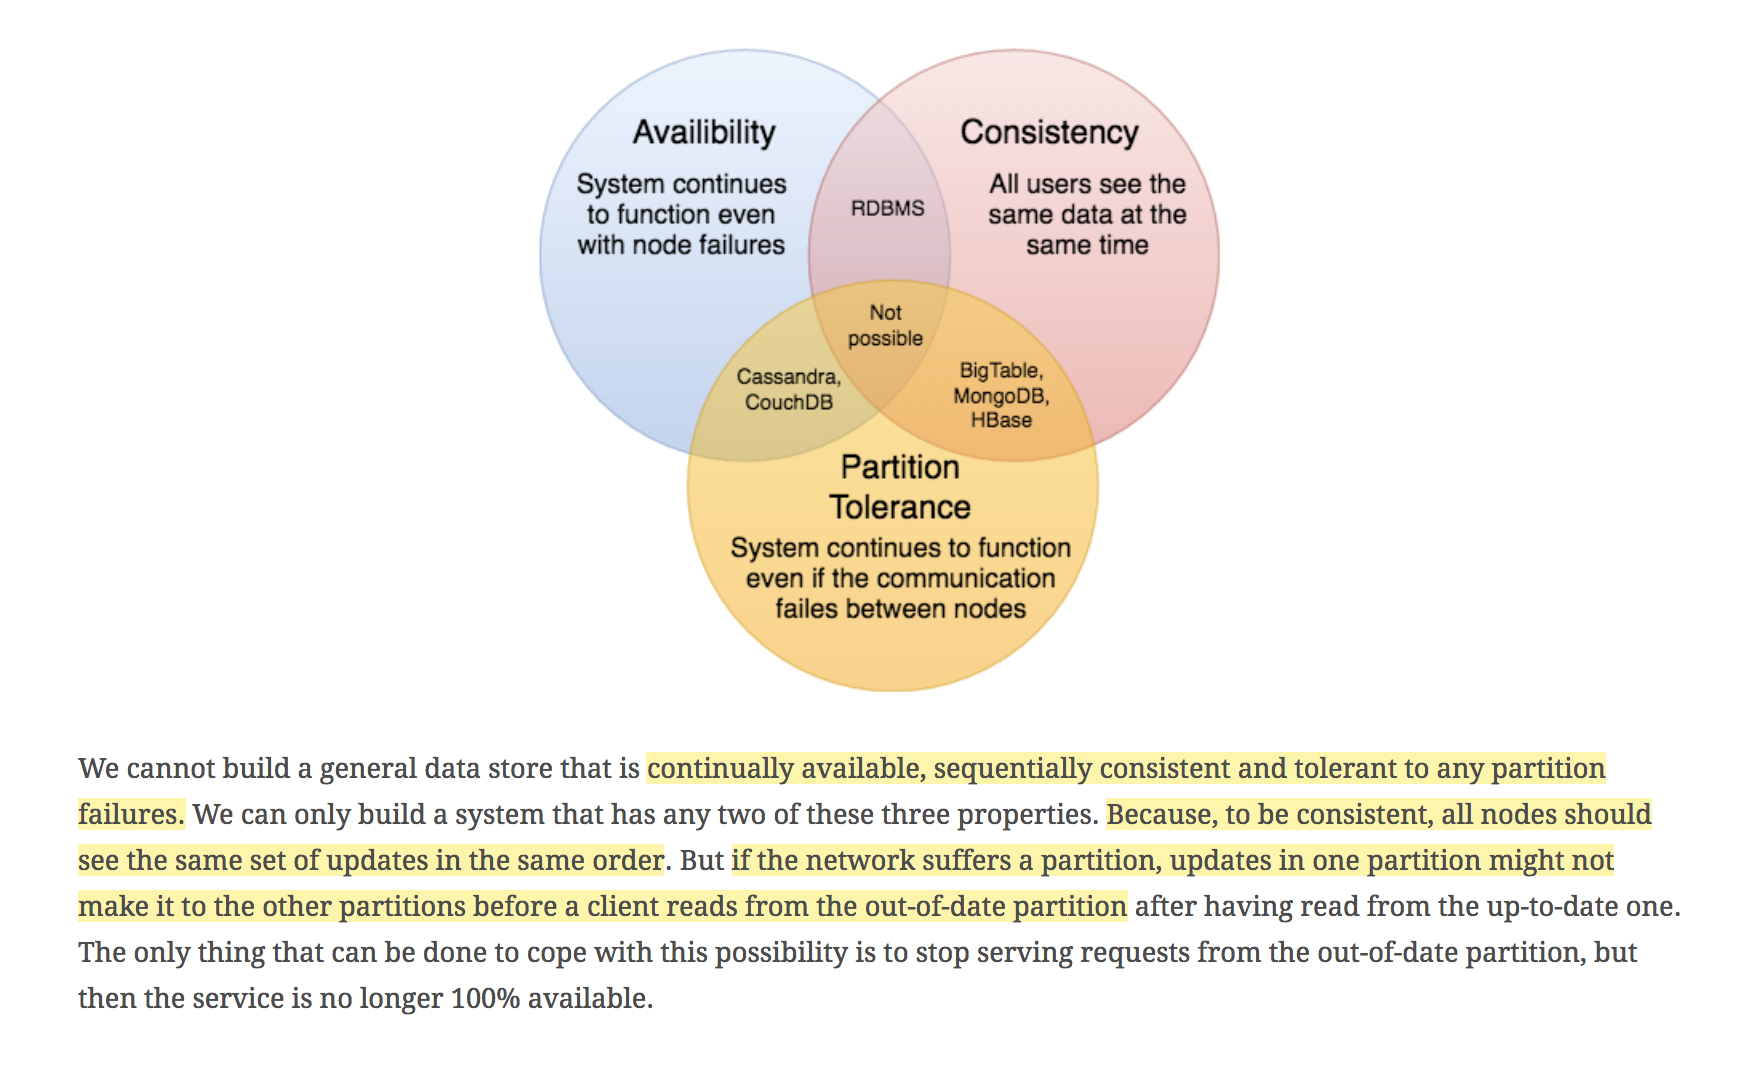 Availibility
System continues
to function even
with node failures
RDBMS
Consistency
All users see the
same data at the
same time
Not
possible
Cassandra,
CouchDB
BigTable,
MongoDB,
HBase
Partition
Tolerance
System continues to function
even if the communication
failes between nodes
We cannot build a general data store that is continually available, sequentially consistent and tolerant to any partition
failures. We can only build a system that has any two of these three properties. Because, to be consistent, all nodes should
see the same set of updates in the same order. But if the network suffers a partition, updates in one partition might not
make it to the other partitions before a client reads from the out-of-date partition after having read from the up-to-date one.
The only thing that can be done to cope with this possibility is to stop serving requests from the out-of-date partition, but
then the service is no longer 100% available.